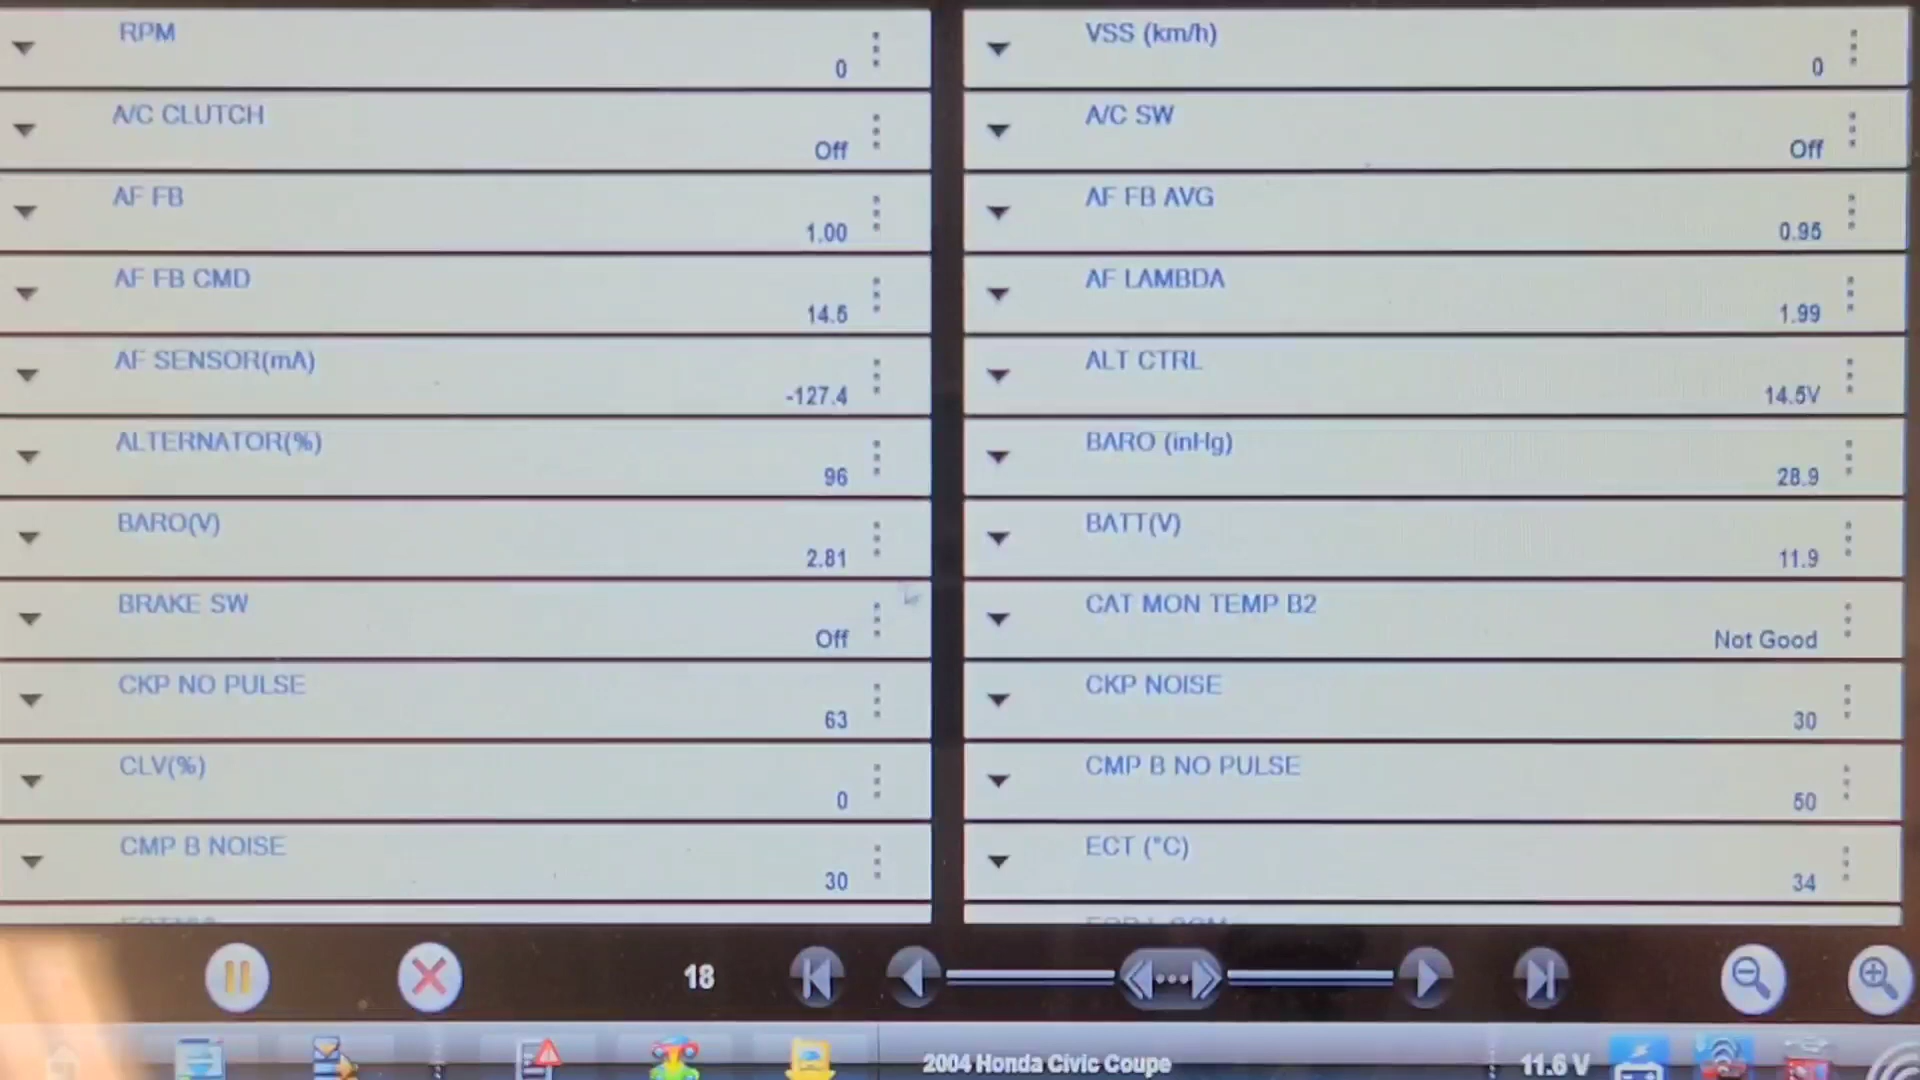 RPM
0
VSS (km/h)
0
A/C CLUTCH
Off
A/C SW
Off
AF FB
1.00
AF FB AVG
0.95
AF FB CMD
14.5
AF LAMBDA
1.99
AF SENSOR(mA)
-127.4
ALT CTRL
14.5V
ALTERNATOR(%)
96
BARO (inHg)
28.9
BARO(V)
2.81
BATT(V)
11.9
BRAKE SW
Off
CAT MON TEMP B2
Not Good
CKP NO PULSE
63
CKP NOISE
30
CLV(%)
0
CMP B NO PULSE
50
CMP B NOISE
30
ECT (°C)
34
18
2004 Honda Civic Coupe
11.6 V